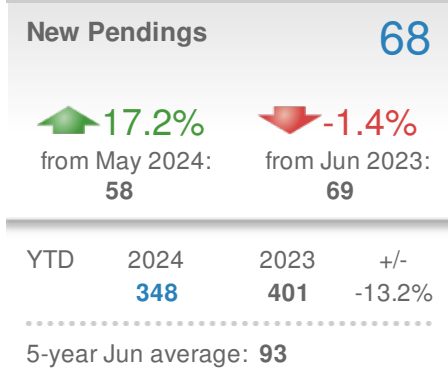 New Pendings 68
17.2% -1.4%
from May 2024: from Jun 2023:
58 69
YTD 2024 2023 +/-
348 401 -13.2%
5-year Jun average: 93